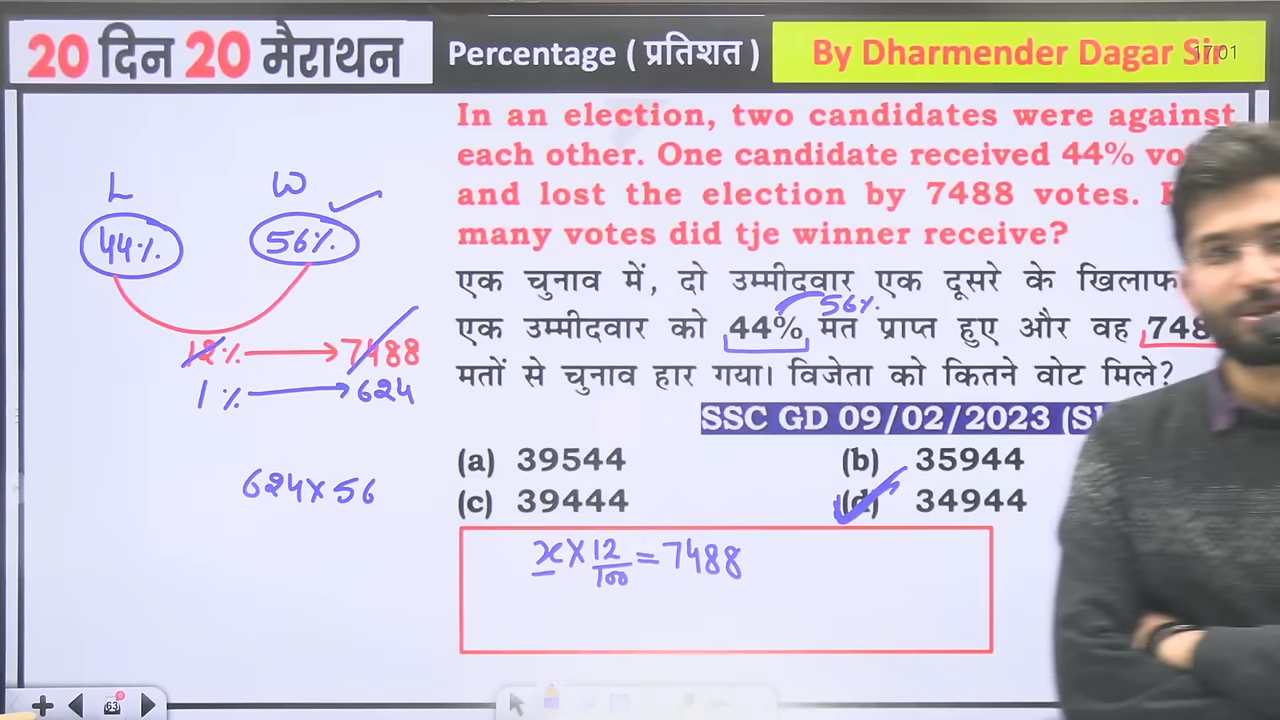 20 दिन 20 मैराथन
Percentage ( प्रतिशत )
By Dharmender Dagar Sir
17:01
In an election, two candidates were against
each other. One candidate received 44%
and lost the election by 7488 votes.
many votes did tje winner receive?
एक चुनाव में, दो उम्मीदवार एक दूसरे के खिलाफ
56%.
एक उम्मीदवार को 44% मत प्राप्त हुए और वह 748
मतों से चुनाव हार गया। विजेता को कितने वोट मिले?
SSC GD 09/02/2023
(a) 39544
(b) 35944
(c) 39444
(d) 34944
x × 12/100 = 7488
L W
44% 56%
12% → 7488
1% → 624
624×56
63